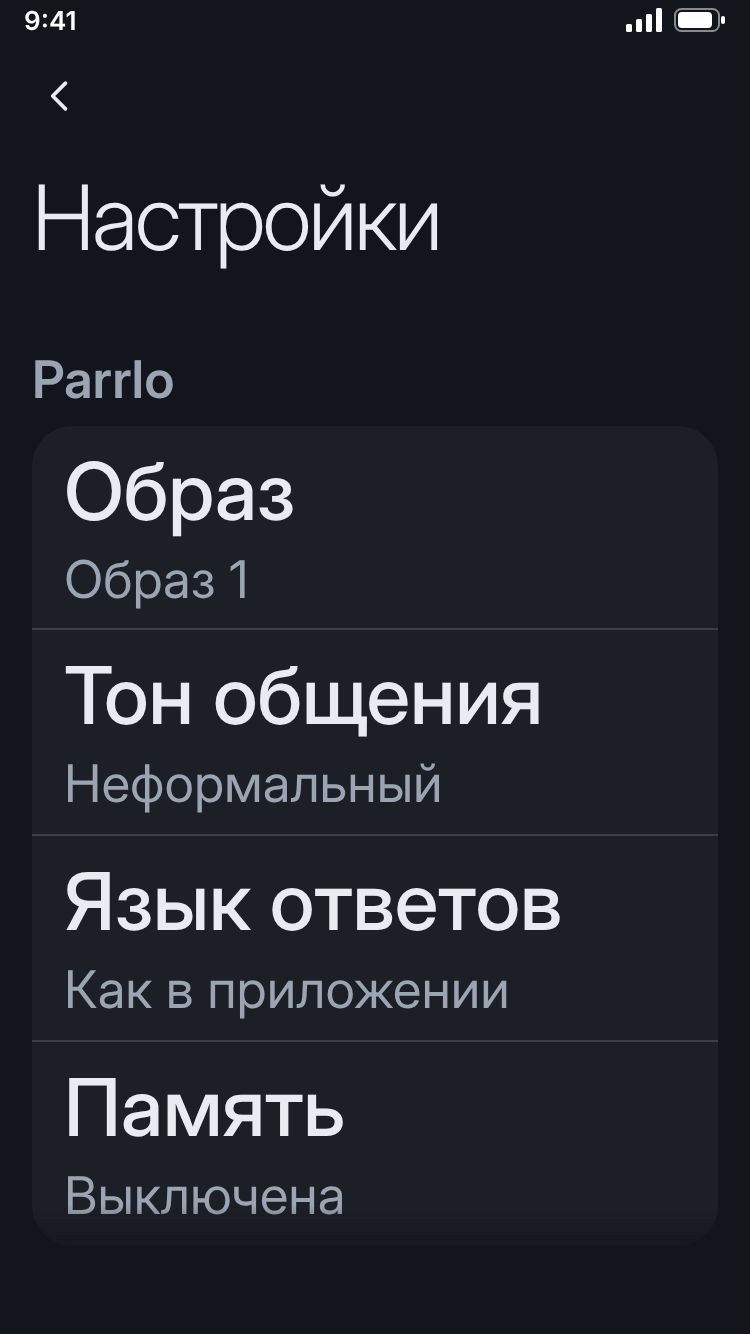 9:41
Настройки
Parrlo
Образ
Образ 1
Тон общения
Неформальный
Язык ответов
Как в приложении
Память
Выключена